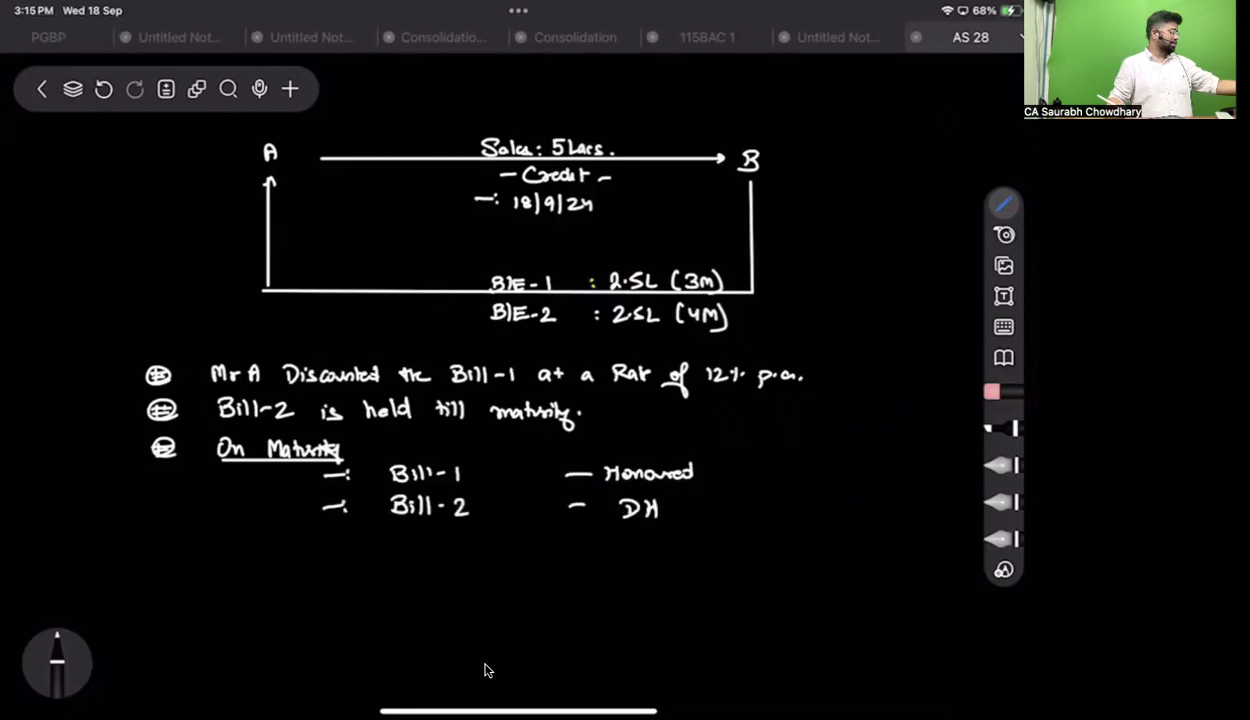 3:15 PM Wed 18 Sep
68%
PGBP
Untitled Not...
Untitled Not...
Consolidatio...
Consolidation
115BAC 1
Untitled Not...
AS 28
CA Saurabh Chowdhary
A Sales: 5 Lacs. B
- Credit -
-: 18/9/24
B/E-1 : 2.5L (3M)
B/E-2 : 2.5L (4M)
Mr A Discounted the Bill-1 at a Rat of 12% p.a.
Bill-2 is held till maturity.
On Maturity
-: Bill-1 - Honoured
-: Bill-2 - DH